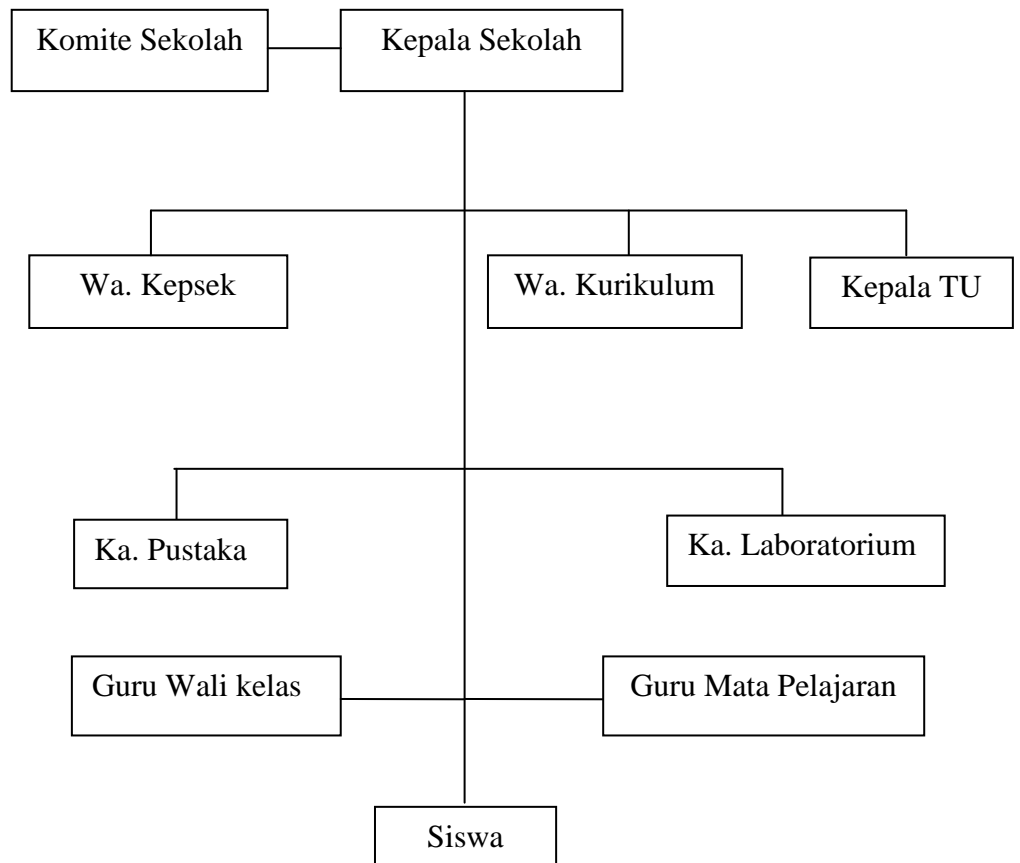 Komite Sekolah
Kepala Sekolah
Wa. Kepsek
Wa. Kurikulum
Kepala TU
Ka. Pustaka
Ka. Laboratorium
Guru Wali kelas
Guru Mata Pelajaran
Siswa